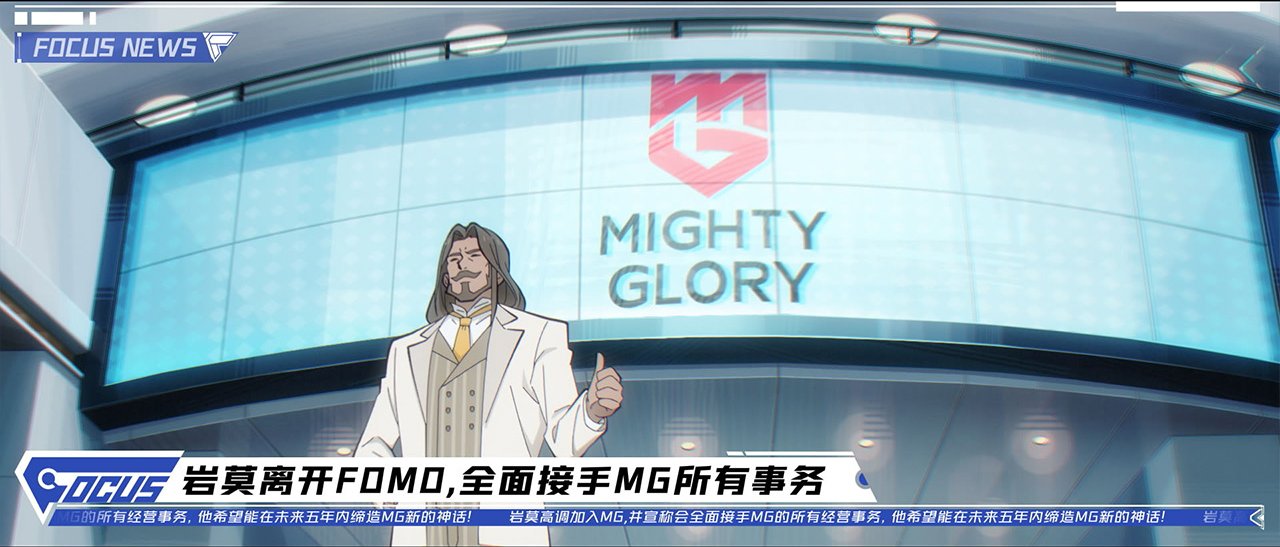 FOCUS NEWS
MG
MIGHTY
GLORY
FOCUS
岩莫离开FOMO,全面接手MG所有事务
MG的所有经营事务, 他希望能在未来五年内缔造MG新的神话! 岩莫高调加入MG,并宣称会全面接手MG的所有经营事务, 他希望能在未来五年内缔造MG新的神话! 岩莫